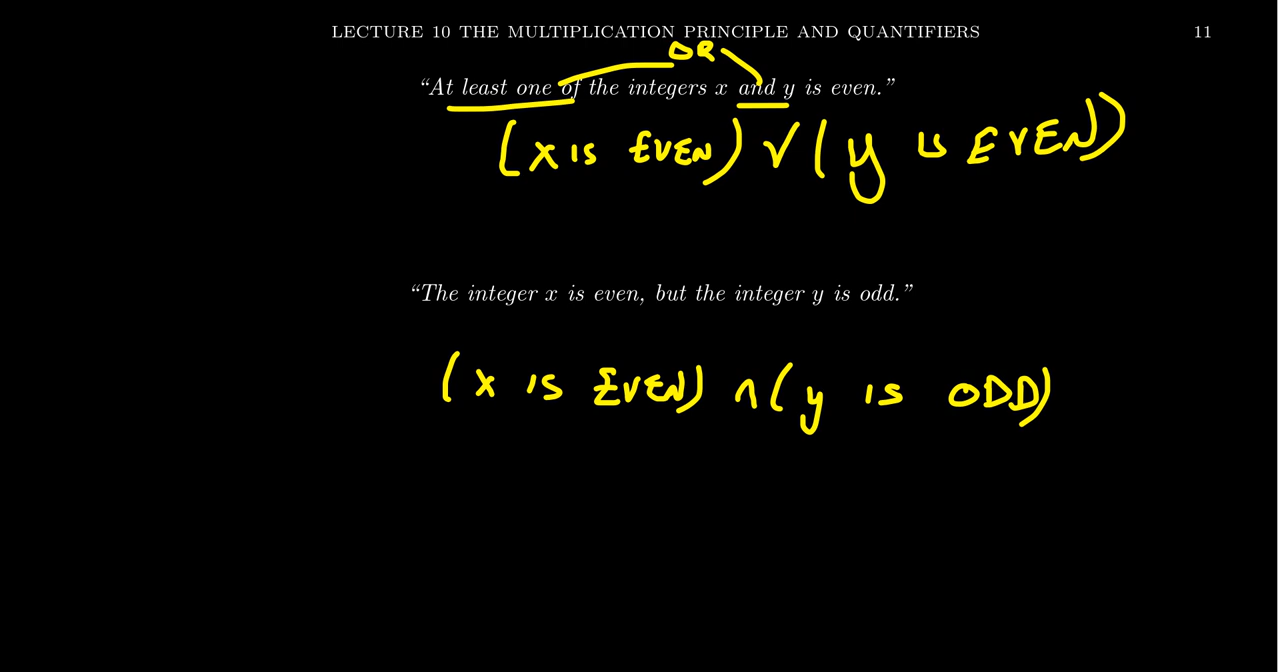 LECTURE 10 THE MULTIPLICATION PRINCIPLE AND QUANTIFIERS 11
OR
“At least one of the integers x and y is even.”
(x is EVEN) ∨ (y is EVEN)
“The integer x is even, but the integer y is odd.”
(x is EVEN) ∧ (y is ODD)